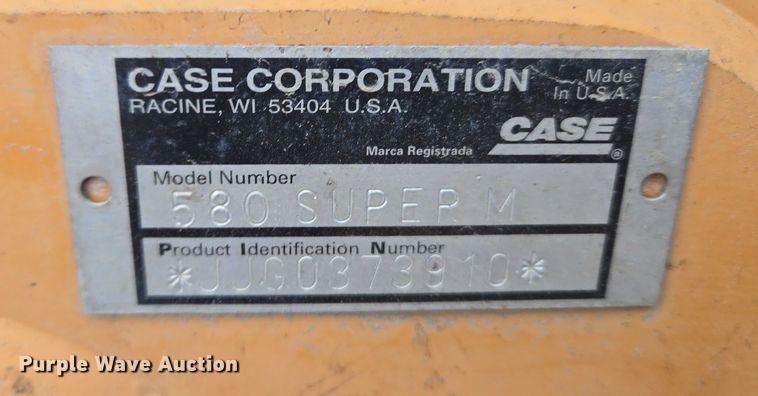 CASE CORPORATION
RACINE, WI 53404 U.S.A.
Made
In U.S.A.
CASE
®
Marca Registrada
Model Number
580 SUPER M
Product Identification Number
*JJG0373910*
Purple Wave Auction